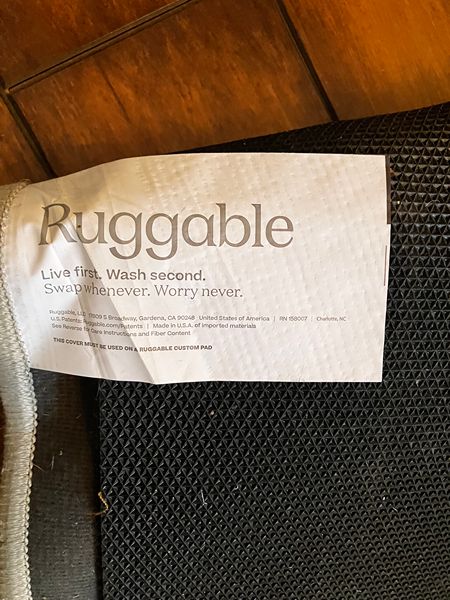 Ruggable
Live first. Wash second.
Swap whenever. Worry never.
Ruggable, LLC 17809 S Broadway, Gardena, CA 90248 United States of America | RN 158007 | Charlotte, NC
U.S. Patents: ruggable.com/Patents | Made in U.S.A. of imported materials
See Reverse for Care Instructions and Fiber Content
THIS COVER MUST BE USED ON A RUGGABLE CUSTOM PAD